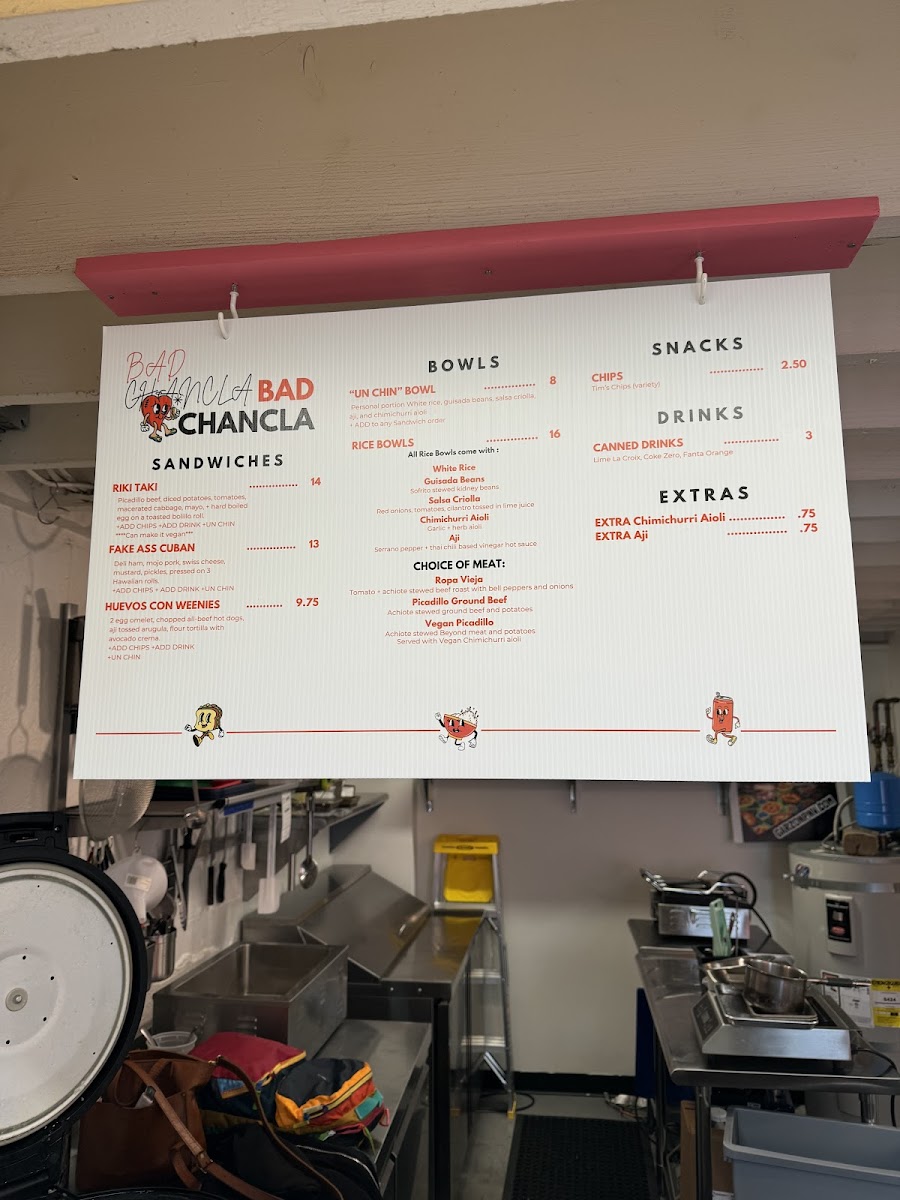 BAD
CHANCLA
BAD
CHANCLA
SANDWICHES
RIKI TAKI ............... 14
Picadillo beef, diced potatoes, tomatoes,
macerated cabbage, mayo, + hard boiled
egg on a toasted bolillo roll.
+ADD CHIPS +ADD DRINK +UN CHIN
****Can make it vegan***
FAKE ASS CUBAN ............... 13
Deli ham, mojo pork, swiss cheese,
mustard, pickles, pressed on 3
Hawaiian rolls.
+ADD CHIPS + ADD DRINK +UN CHIN
HUEVOS CON WEENIES ........... 9.75
2 egg omelet, chopped all-beef hot dogs,
aji tossed arugula, flour tortilla with
avocado crema.
+ADD CHIPS +ADD DRINK
+UN CHIN
BOWLS
"UN CHIN" BOWL ............... 8
Personal portion White rice, guisada beans, salsa criolla,
aji, and chimichurri aioli
+ ADD to any Sandwich order
RICE BOWLS ............... 16
All Rice Bowls come with :
White Rice
Guisada Beans
Sofrito stewed kidney beans
Salsa Criolla
Red onions, tomatoes, cilantro tossed in lime juice
Chimichurri Aioli
Garlic + herb aioli
Aji
Serrano pepper + thai chili based vinegar hot sauce
CHOICE OF MEAT:
Ropa Vieja
Tomato + achiote stewed beef roast with bell peppers and onions
Picadillo Ground Beef
Achiote stewed ground beef and potatoes
Vegan Picadillo
Achiote stewed Beyond meat and potatoes
Served with Vegan Chimichurri aioli
SNACKS
CHIPS ............... 2.50
Tim's Chips (variety)
DRINKS
CANNED DRINKS ............... 3
Lime La Croix, Coke Zero, Fanta Orange
EXTRAS
EXTRA Chimichurri Aioli ............... .75
EXTRA Aji ............... .75
GARZONPNW.COM